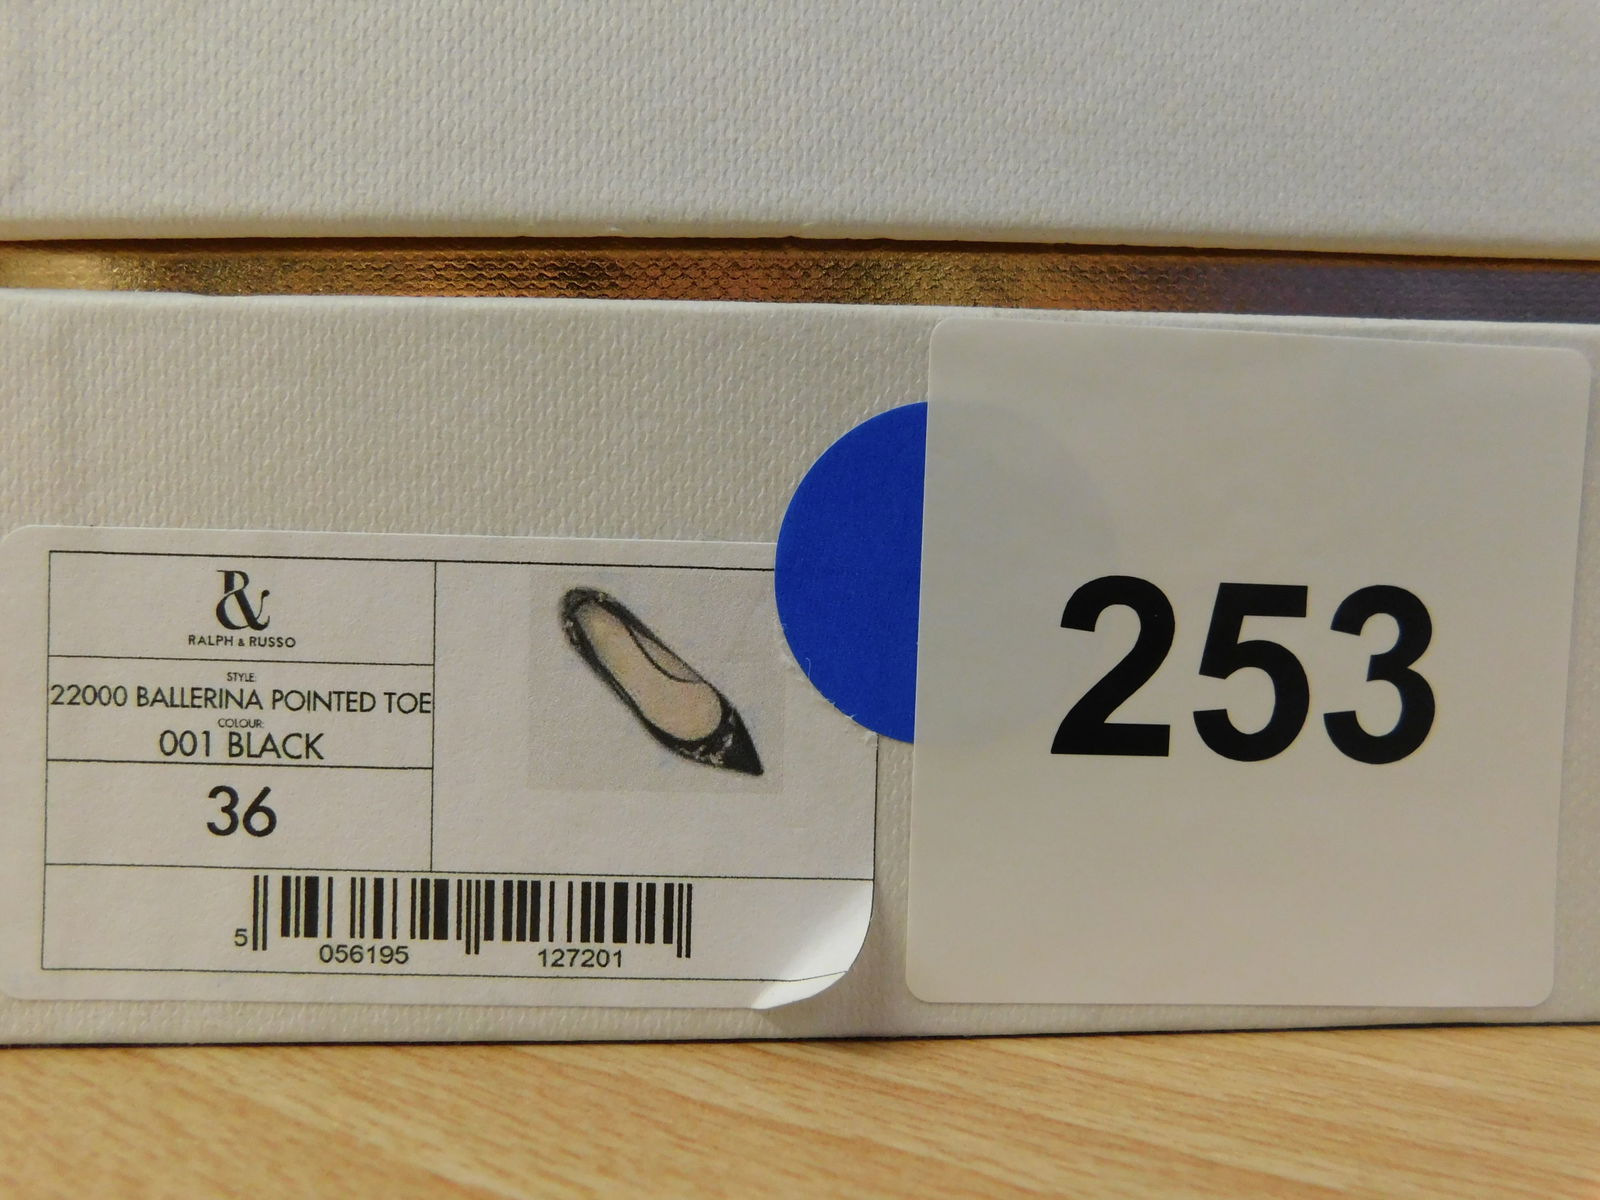 &
RALPH & RUSSO
STYLE:
22000 BALLERINA POINTED TOE
COLOUR:
001 BLACK
36
5 056195 127201
253